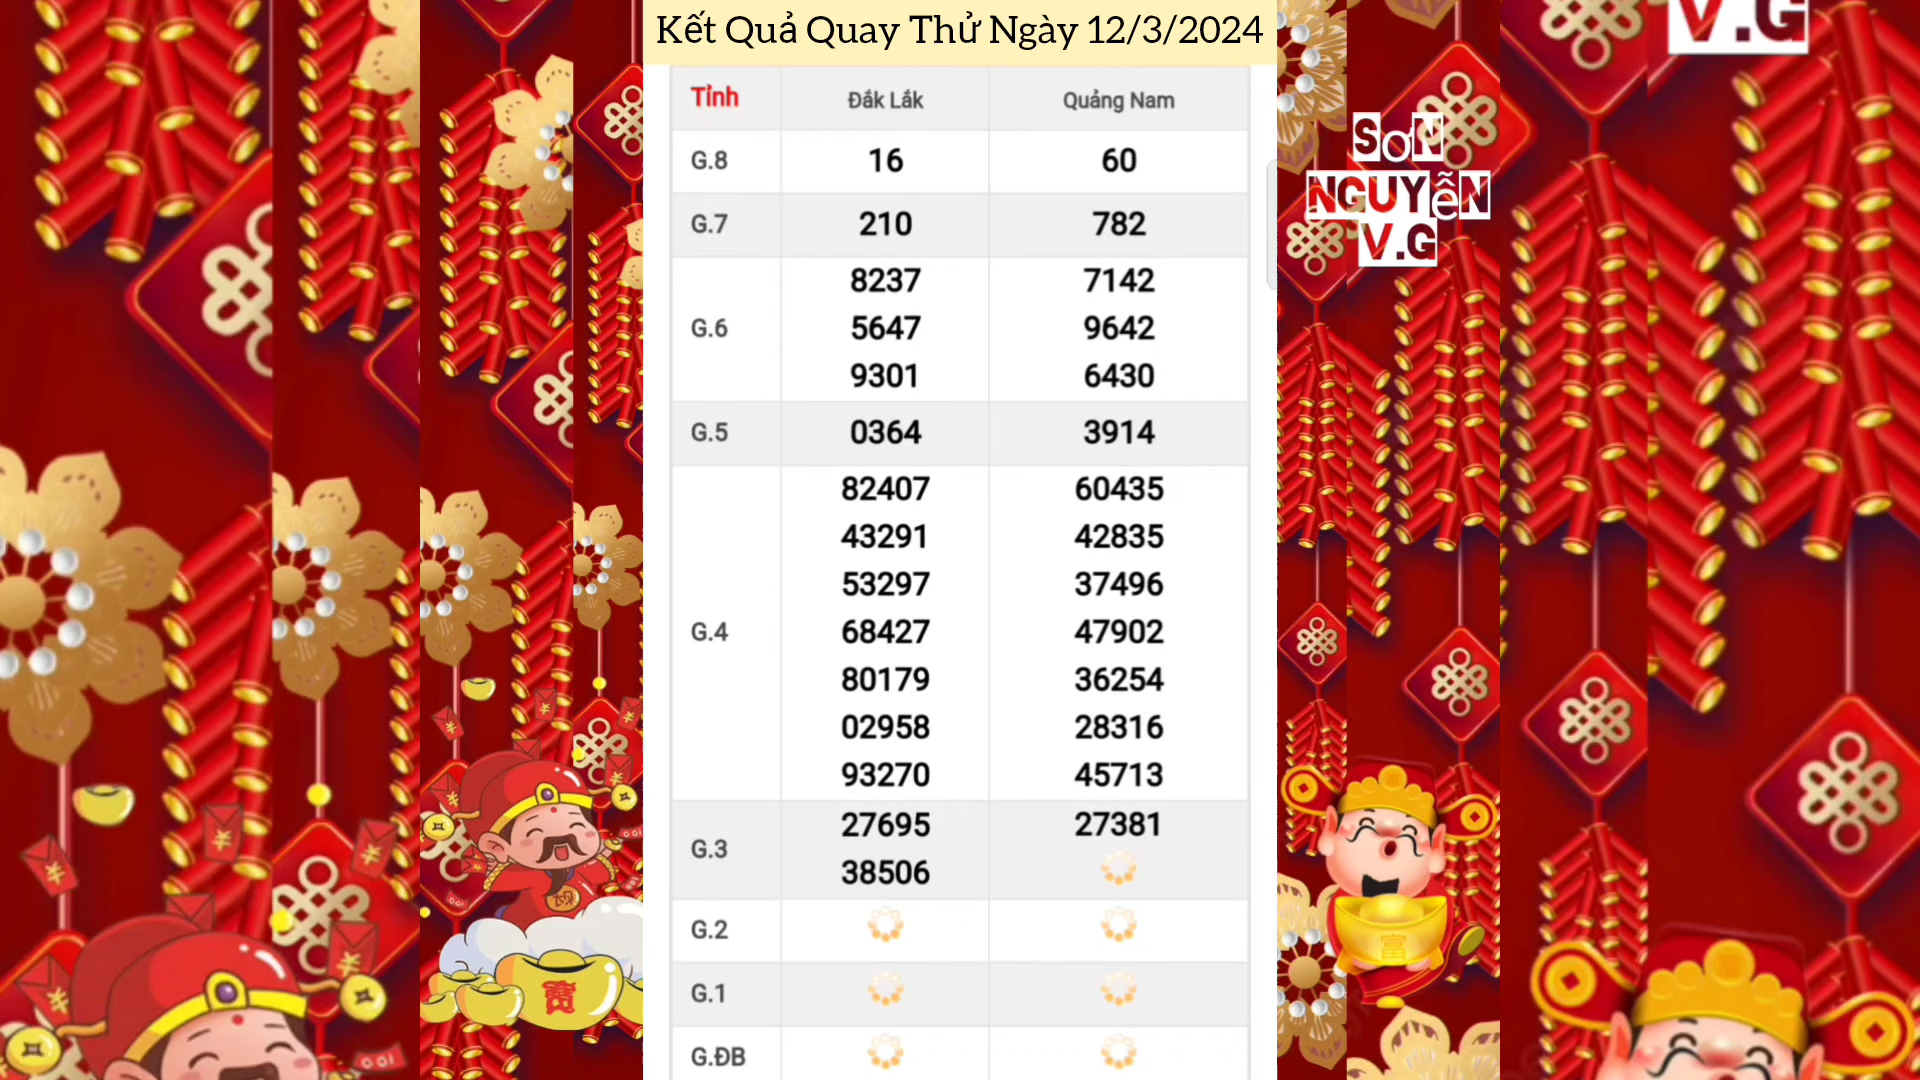 Kết Quả Quay Thử Ngày 12/3/2024
Tỉnh Đắk Lắk Quảng Nam
G.8 16 60
G.7 210 782
G.6
8237 7142
5647 9642
9301 6430
G.5 0364 3914
G.4
82407 60435
43291 42835
53297 37496
68427 47902
80179 36254
02958 28316
93270 45713
G.3
27695 27381
38506
G.2
G.1
G.ĐB
V.G
SƠN
NGUYỄN
V.G
富